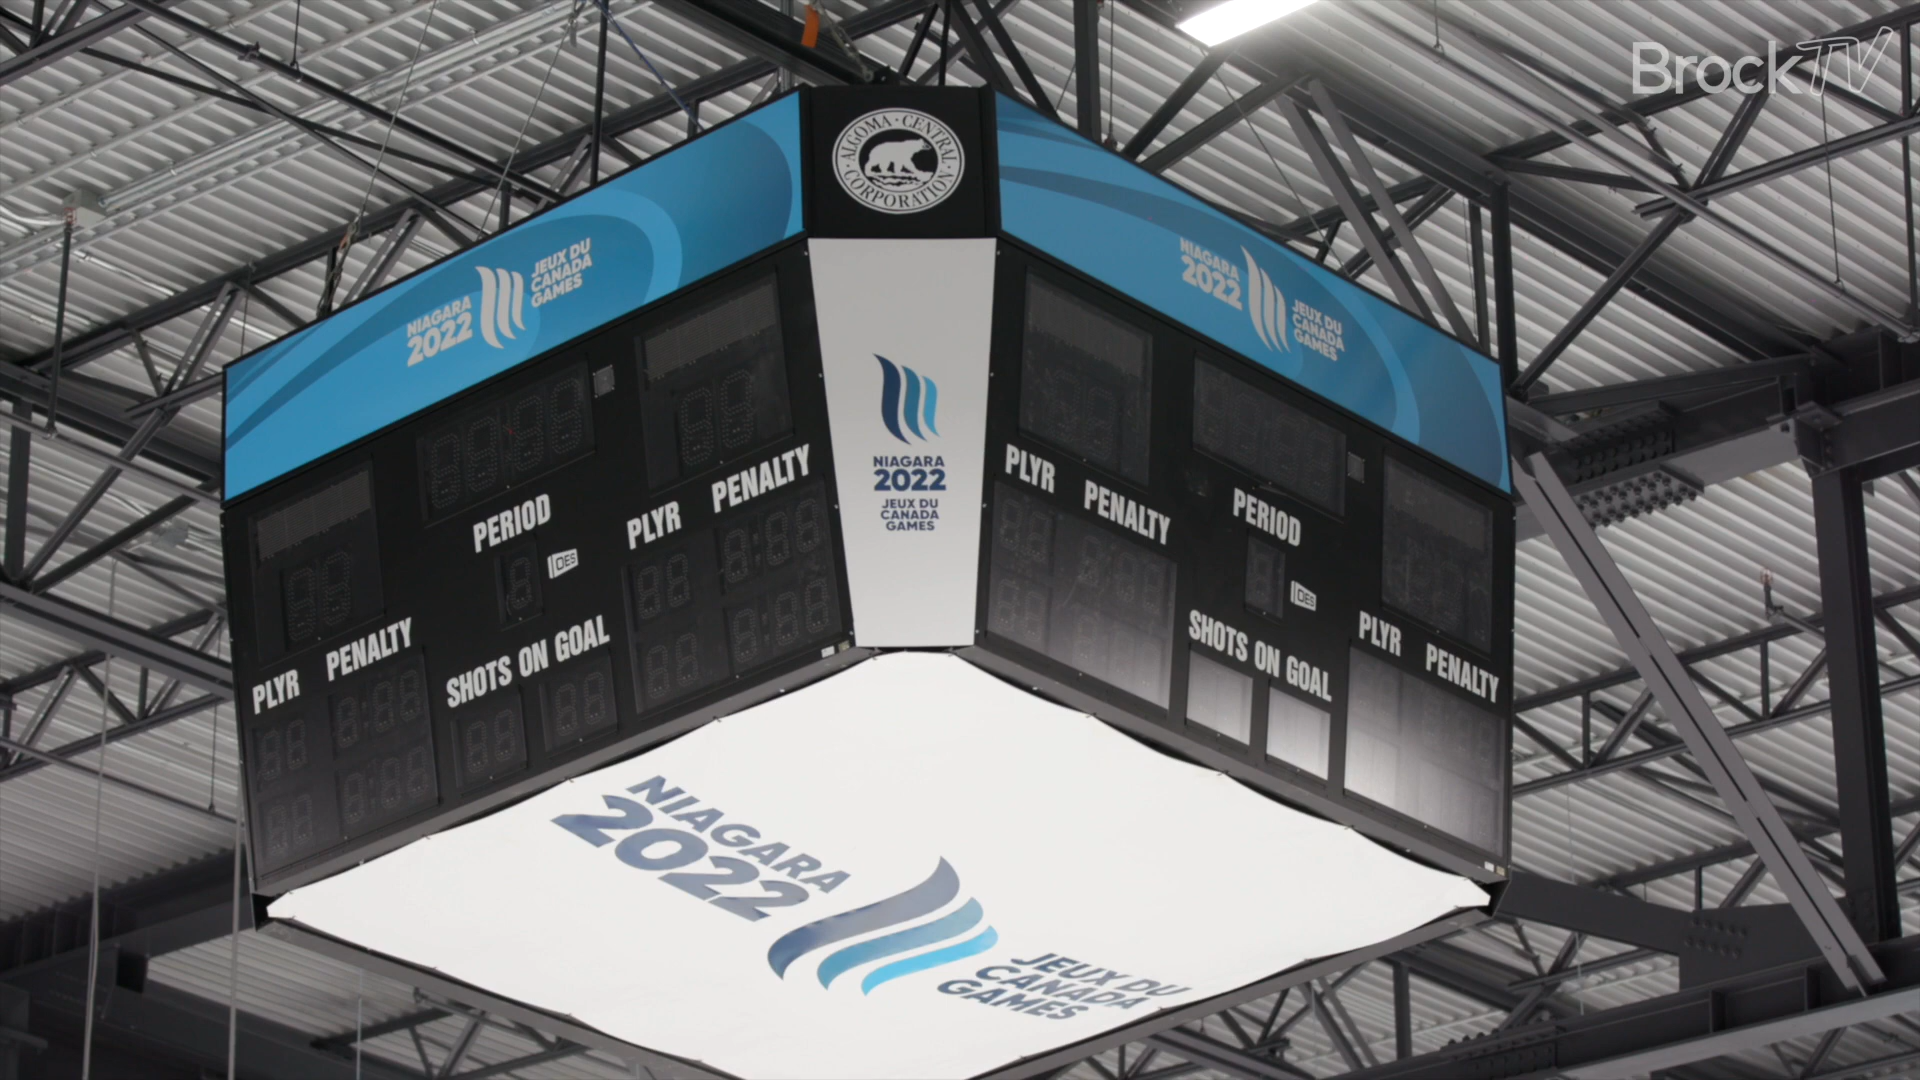 BrockTV
ALGOMA · CENTRAL
· CORPORATION ·
NIAGARA
2022
JEUX DU
CANADA
GAMES
NIAGARA
2022
JEUX DU
CANADA
GAMES
NIAGARA
2022
JEUX DU
CANADA
GAMES
PERIOD
OES
PLYR PENALTY
PLYR PENALTY
SHOTS ON GOAL
PLYR PENALTY
PERIOD
OES
SHOTS ON GOAL
PLYR PENALTY
NIAGARA
2022
JEUX DU
CANADA
GAMES